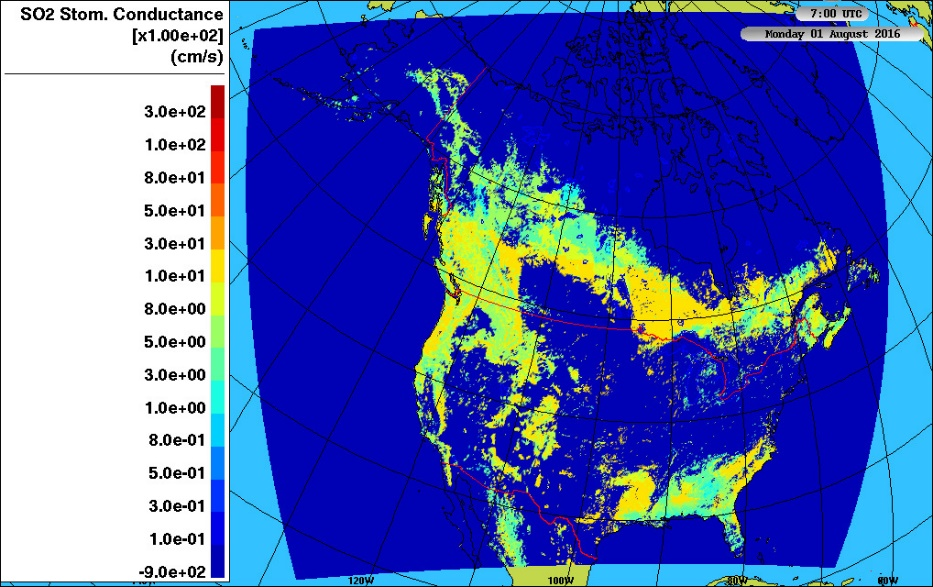 SO2 Stom. Conductance
[x1.00e+02]
(cm/s)
7:00 UTC
Monday 01 August 2016
3.0e+02
1.0e+02
8.0e+01
5.0e+01
3.0e+01
1.0e+01
8.0e+00
5.0e+00
3.0e+00
1.0e+00
8.0e-01
5.0e-01
3.0e-01
1.0e-01
-9.0e+02
120W
100W
80W